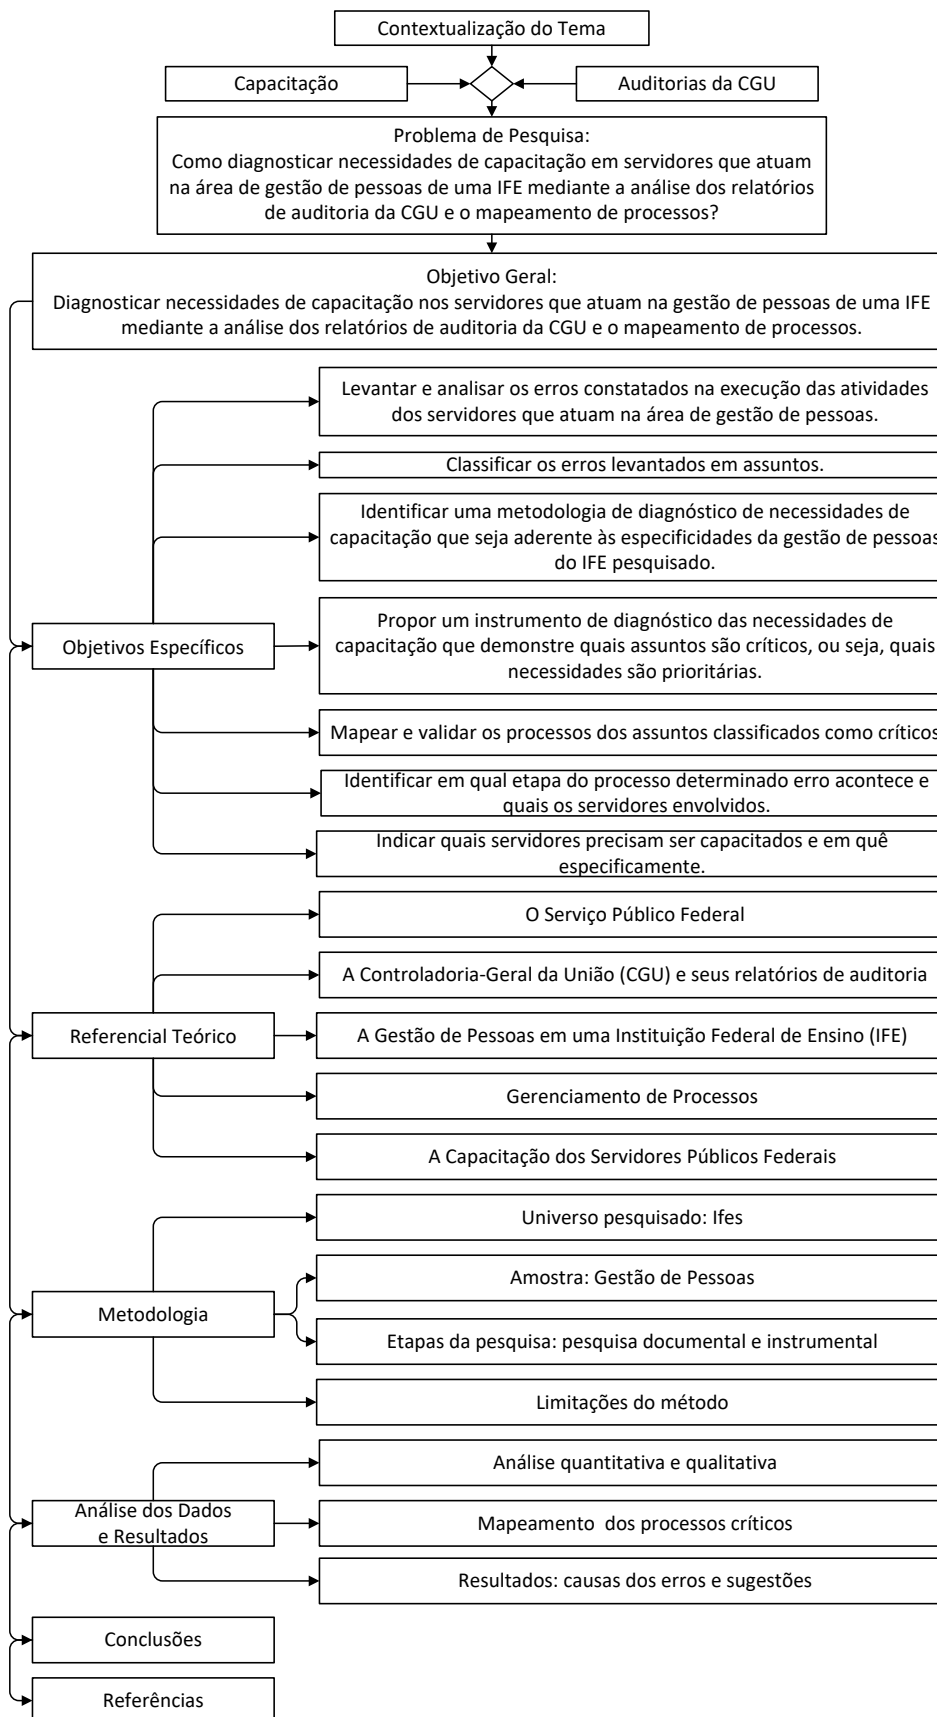 Contextualização do Tema
Capacitação
Auditorias da CGU
Problema de Pesquisa:
Como diagnosticar necessidades de capacitação em servidores que atuam
na área de gestão de pessoas de uma IFE mediante a análise dos relatórios
de auditoria da CGU e o mapeamento de processos?
Objetivo Geral:
Diagnosticar necessidades de capacitação nos servidores que atuam na gestão de pessoas de uma IFE
mediante a análise dos relatórios de auditoria da CGU e o mapeamento de processos.
Levantar e analisar os erros constatados na execução das atividades
dos servidores que atuam na área de gestão de pessoas.
Classificar os erros levantados em assuntos.
Identificar uma metodologia de diagnóstico de necessidades de
capacitação que seja aderente às especificidades da gestão de pessoas
do IFE pesquisado.
Objetivos Específicos
Propor um instrumento de diagnóstico das necessidades de
capacitação que demonstre quais assuntos são críticos, ou seja, quais
necessidades são prioritárias.
Mapear e validar os processos dos assuntos classificados como críticos
Identificar em qual etapa do processo determinado erro acontece e
quais os servidores envolvidos.
Indicar quais servidores precisam ser capacitados e em quê
especificamente.
O Serviço Público Federal
A Controladoria-Geral da União (CGU) e seus relatórios de auditoria
Referencial Teórico
A Gestão de Pessoas em uma Instituição Federal de Ensino (IFE)
Gerenciamento de Processos
A Capacitação dos Servidores Públicos Federais
Universo pesquisado: Ifes
Amostra: Gestão de Pessoas
Metodologia
Etapas da pesquisa: pesquisa documental e instrumental
Limitações do método
Análise quantitativa e qualitativa
Análise dos Dados
e Resultados
Mapeamento dos processos críticos
Resultados: causas dos erros e sugestões
Conclusões
Referências